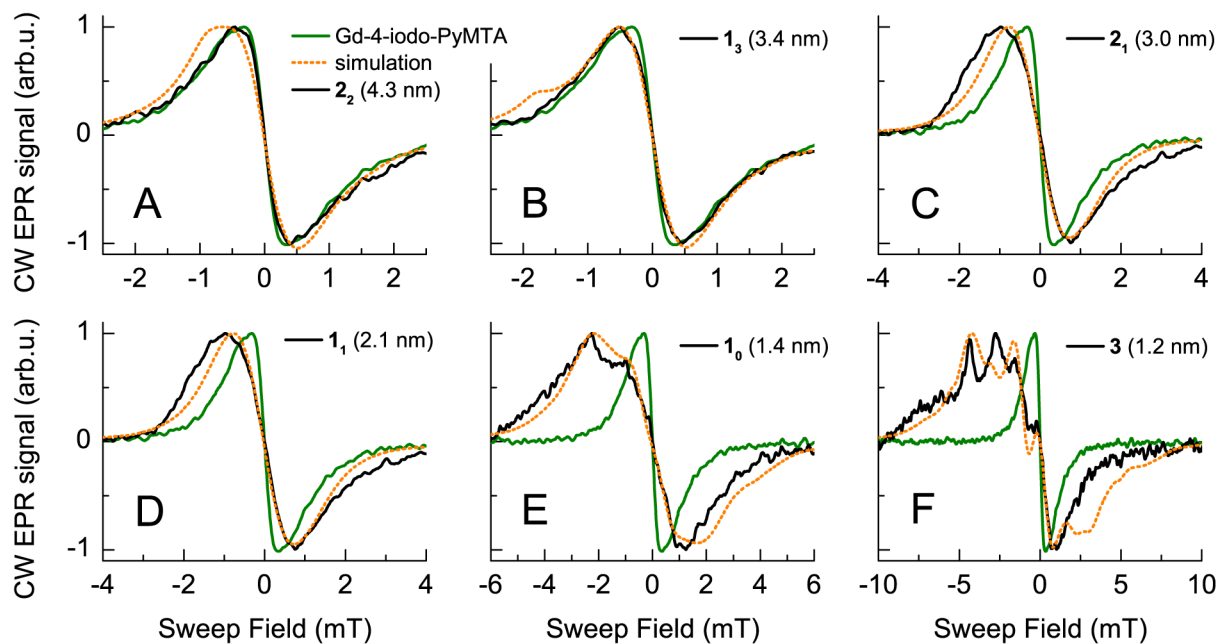 CW EPR signal (arb.u.)
1
0
-1
Gd-4-iodo-PyMTA
simulation
2₂ (4.3 nm)
A
-2 -1 0 1 2
1₃ (3.4 nm)
B
-2 -1 0 1 2
2₁ (3.0 nm)
C
-4 -2 0 2 4
CW EPR signal (arb.u.)
1
0
-1
1₁ (2.1 nm)
D
-4 -2 0 2 4
Sweep Field (mT)
1₀ (1.4 nm)
E
-6 -4 -2 0 2 4 6
Sweep Field (mT)
3 (1.2 nm)
F
-10 -5 0 5 10
Sweep Field (mT)